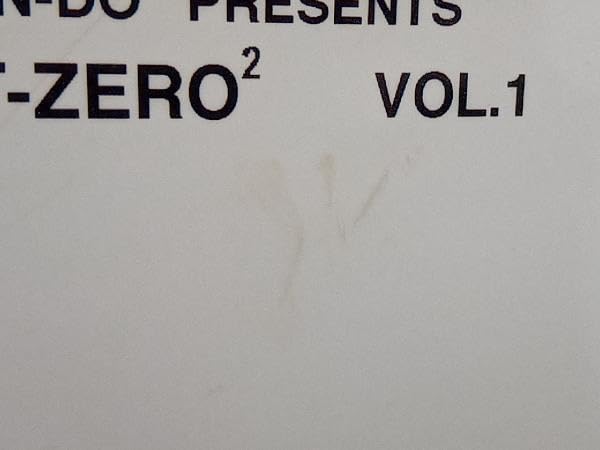 N-DO PRESENTS
T-ZERO² VOL.1